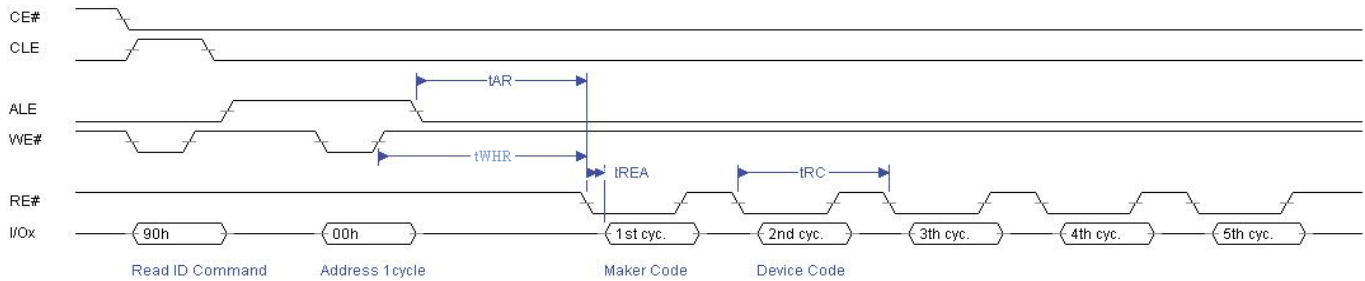 CE#
CLE
tAR
ALE
WE#
tWHR
tREA
tRC
RE#
I/Ox
90h
00h
1st cyc.
2nd cyc.
3th cyc.
4th cyc.
5th cyc.
Read ID Command
Address 1cycle
Maker Code
Device Code